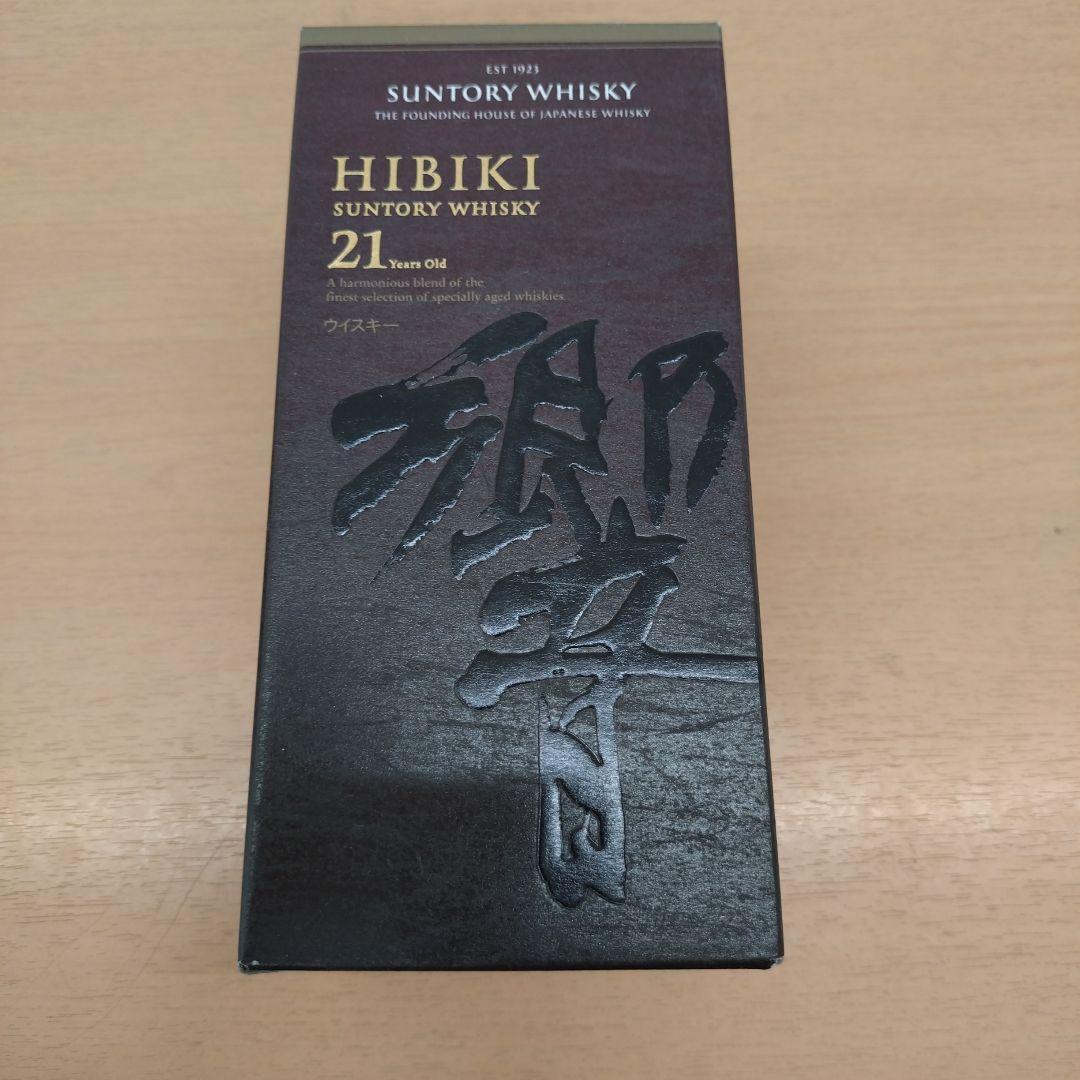 EST 1923
SUNTORY WHISKY
THE FOUNDING HOUSE OF JAPANESE WHISKY
HIBIKI
SUNTORY WHISKY
21 Years Old
A harmonious blend of the
finest selection of specially aged whiskies
ウイスキー
響